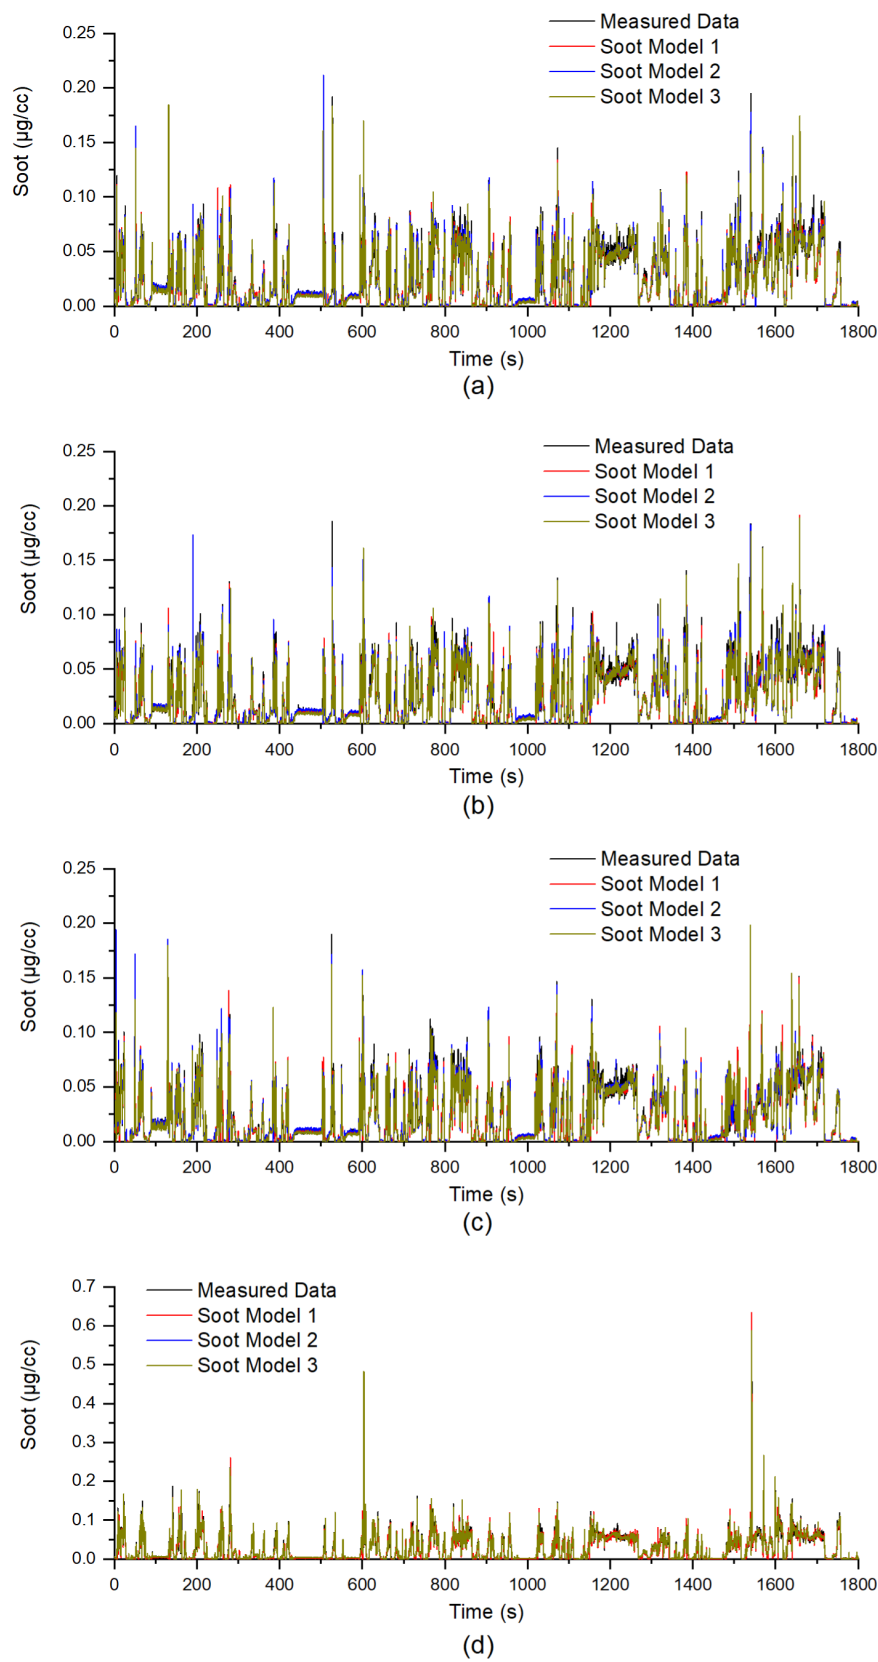 Measured Data
Soot Model 1
Soot Model 2
Soot Model 3
0.25
0.20
0.15
0.10
0.05
0.00
Soot (µg/cc)
0 200 400 600 800 1000 1200 1400 1600 1800
Time (s)
(a)
Measured Data
Soot Model 1
Soot Model 2
Soot Model 3
0.25
0.20
0.15
0.10
0.05
0.00
Soot (µg/cc)
0 200 400 600 800 1000 1200 1400 1600 1800
Time (s)
(b)
Measured Data
Soot Model 1
Soot Model 2
Soot Model 3
0.25
0.20
0.15
0.10
0.05
0.00
Soot (µg/cc)
0 200 400 600 800 1000 1200 1400 1600 1800
Time (s)
(c)
Measured Data
Soot Model 1
Soot Model 2
Soot Model 3
0.7
0.6
0.5
0.4
0.3
0.2
0.1
0.0
Soot (µg/cc)
0 200 400 600 800 1000 1200 1400 1600 1800
Time (s)
(d)